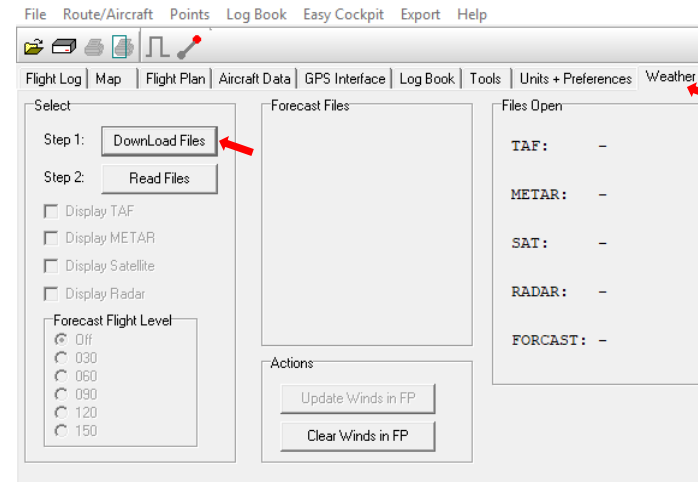 File Route/Aircraft Points Log Book Easy Cockpit Export Help
Flight Log Map Flight Plan Aircraft Data GPS Interface Log Book Tools Units + Preferences Weather
Select
Step 1: DownLoad Files
Step 2: Read Files
Display TAF
Display METAR
Display Satellite
Display Radar
Forecast Flight Level
Off
030
060
090
120
150
Forecast Files
Actions
Update Winds in FP
Clear Winds in FP
Files Open
TAF: -
METAR: -
SAT: -
RADAR: -
FORCAST: -